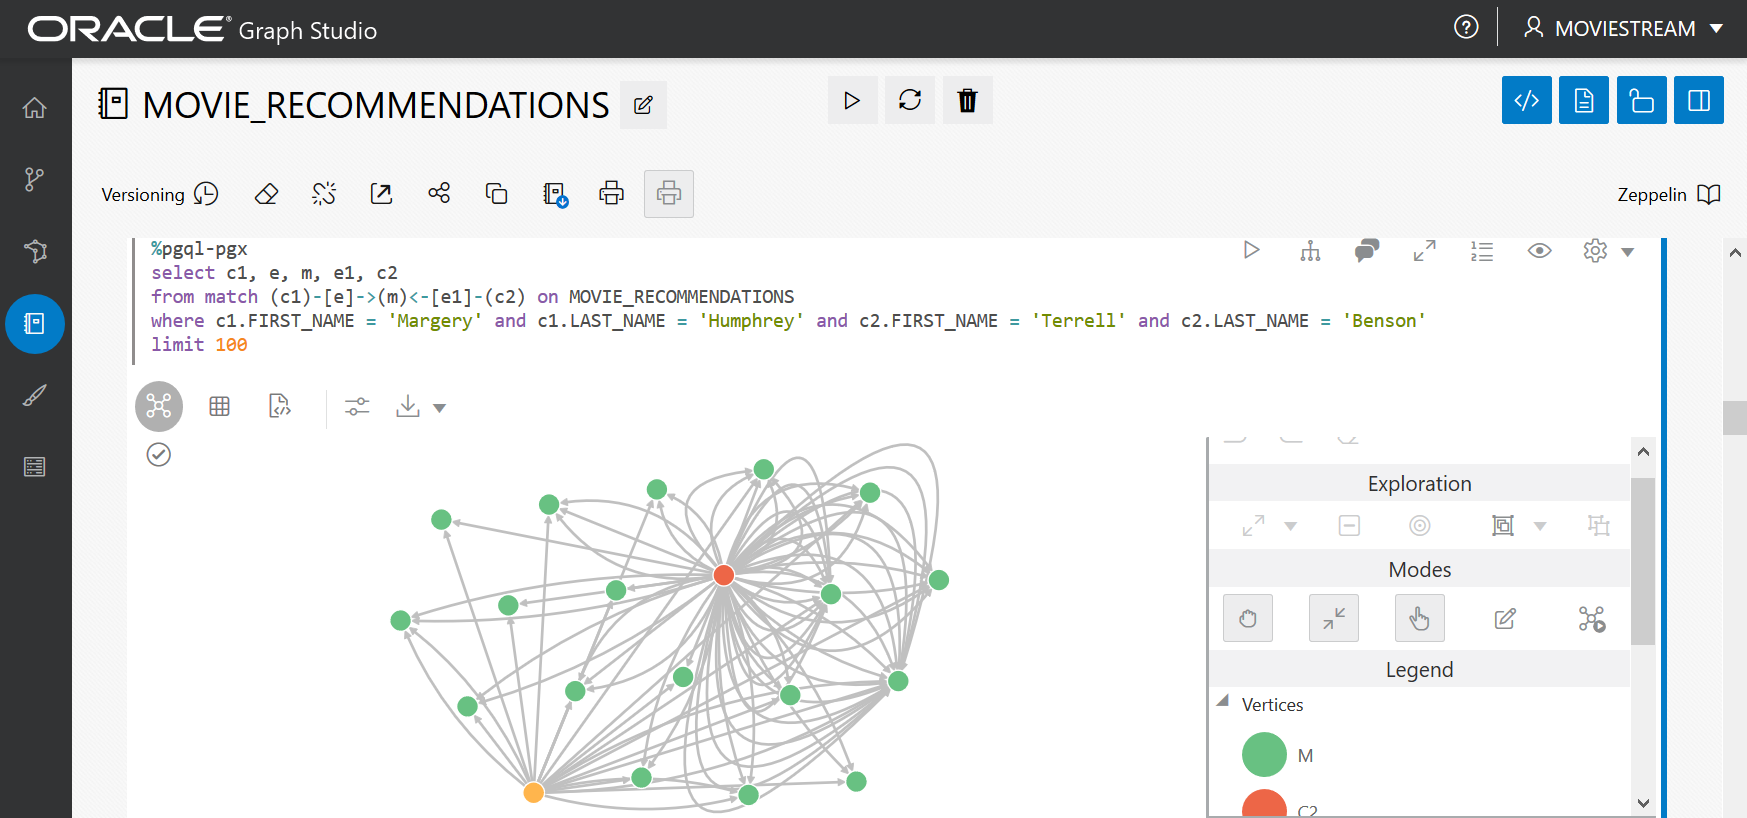 ORACLE® Graph Studio
MOVIESTREAM
MOVIE_RECOMMENDATIONS
Versioning
Zeppelin
%pgql-pgx
select c1, e, m, e1, c2
from match (c1)-[e]->(m)<-[e1]-(c2) on MOVIE_RECOMMENDATIONS
where c1.FIRST_NAME = 'Margery' and c1.LAST_NAME = 'Humphrey' and c2.FIRST_NAME = 'Terrell' and c2.LAST_NAME = 'Benson'
limit 100
Exploration
Modes
Legend
Vertices
M
C2